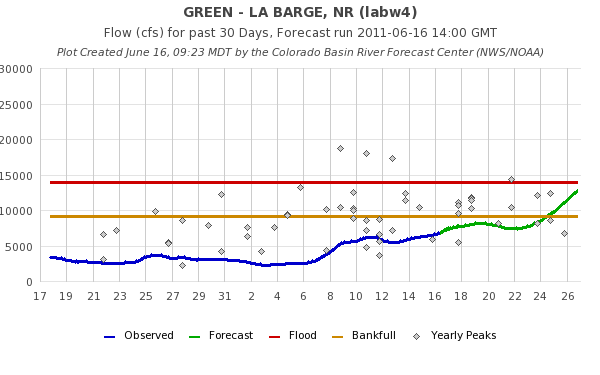 GREEN - LA BARGE, NR (labw4)
Flow (cfs) for past 30 Days, Forecast run 2011-06-16 14:00 GMT
Plot Created June 16, 09:23 MDT by the Colorado Basin River Forecast Center (NWS/NOAA)
30000
25000
20000
15000
10000
5000
0
17 19 21 23 25 27 29 31 2 4 6 8 10 12 14 16 18 20 22 24 26
Observed Forecast Flood Bankfull Yearly Peaks